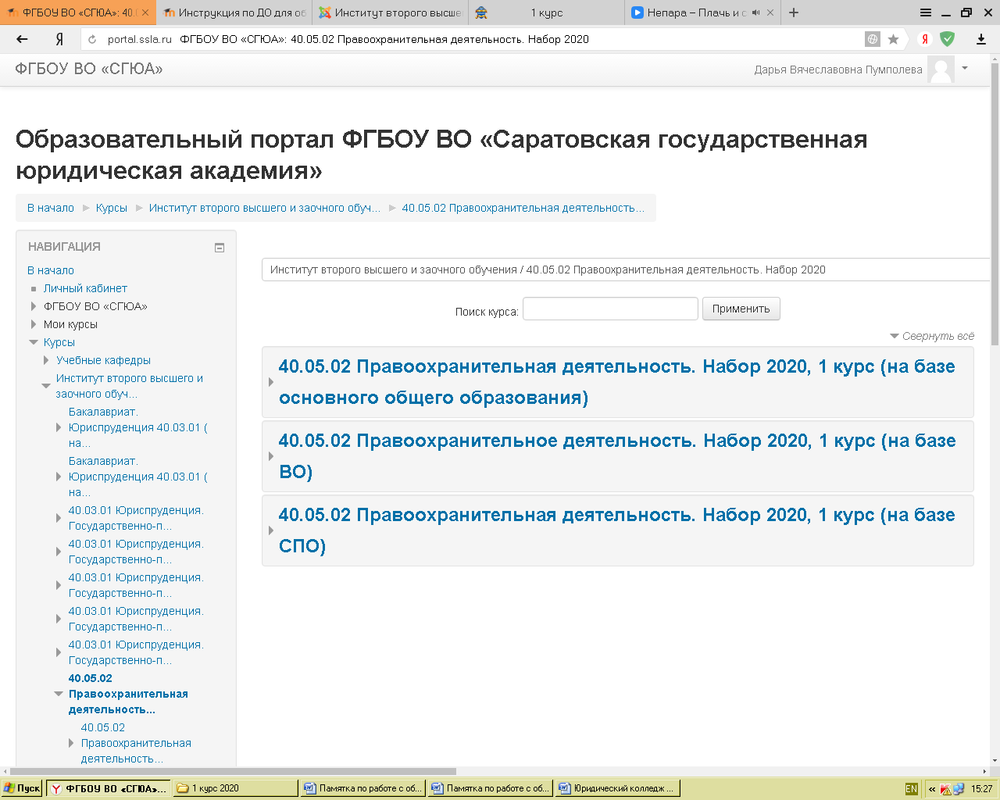 ФГБОУ ВО «СГЮА»: 40.0
Инструкция по ДО для об
Институт второго высше
1 курс
Непара – Плачь и с
portal.ssla.ru ФГБОУ ВО «СГЮА»: 40.05.02 Правоохранительная деятельность. Набор 2020
ФГБОУ ВО «СГЮА»
Дарья Вячеславовна Пумполева
Образовательный портал ФГБОУ ВО «Саратовская государственная
юридическая академия»
В начало Курсы Институт второго высшего и заочного обуч... 40.05.02 Правоохранительная деятельность...
НАВИГАЦИЯ
В начало
Личный кабинет
ФГБОУ ВО «СГЮА»
Мои курсы
Курсы
Учебные кафедры
Институт второго высшего и
заочного обуч...
Бакалавриат.
Юриспруденция 40.03.01 (
на...
Бакалавриат.
Юриспруденция 40.03.01 (
на...
40.03.01 Юриспруденция.
Государственно-п...
40.03.01 Юриспруденция.
Государственно-п...
40.03.01 Юриспруденция.
Государственно-п...
40.03.01 Юриспруденция.
Государственно-п...
40.03.01 Юриспруденция.
Государственно-п...
40.05.02
Правоохранительная
деятельность...
40.05.02
Правоохранительная
деятельность...
Институт второго высшего и заочного обучения / 40.05.02 Правоохранительная деятельность. Набор 2020
Поиск курса: Применить
Свернуть всё
40.05.02 Правоохранительная деятельность. Набор 2020, 1 курс (на базе
основного общего образования)
40.05.02 Правоохранительное деятельность. Набор 2020, 1 курс (на базе
ВО)
40.05.02 Правоохранительная деятельность. Набор 2020, 1 курс (на базе
СПО)
Пуск
ФГБОУ ВО «СГЮА»...
1 курс 2020
Памятка по работе с об...
Памятка по работе с об...
Юридический колледж ...
EN
« 15:27